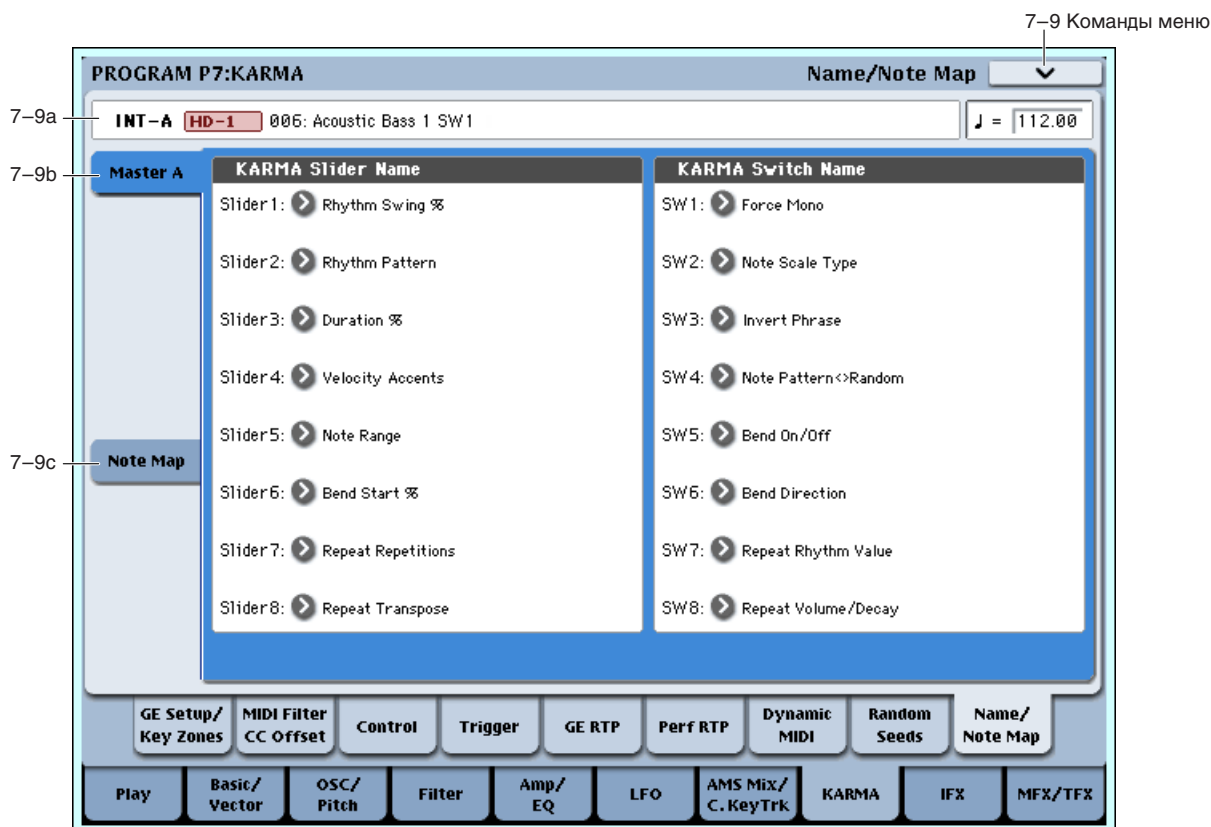 7–9 Команды меню
PROGRAM P7:KARMA Name/Note Map
7–9a
INT-A HD-1 006: Acoustic Bass 1 SW1 ♩ = 112.00
7–9b
Master A
KARMA Slider Name KARMA Switch Name
Slider1: Rhythm Swing % SW1: Force Mono
Slider2: Rhythm Pattern SW2: Note Scale Type
Slider3: Duration % SW3: Invert Phrase
Slider4: Velocity Accents SW4: Note Pattern<>Random
Slider5: Note Range SW5: Bend On/Off
7–9c
Note Map
Slider6: Bend Start % SW6: Bend Direction
Slider7: Repeat Repetitions SW7: Repeat Rhythm Value
Slider8: Repeat Transpose SW8: Repeat Volume/Decay
GE Setup/
Key Zones
MIDI Filter
CC Offset
Control
Trigger
GE RTP
Perf RTP
Dynamic
MIDI
Random
Seeds
Name/
Note Map
Play
Basic/
Vector
OSC/
Pitch
Filter
Amp/
EQ
LFO
AMS Mix/
C.KeyTrk
KARMA
IFX
MFX/TFX